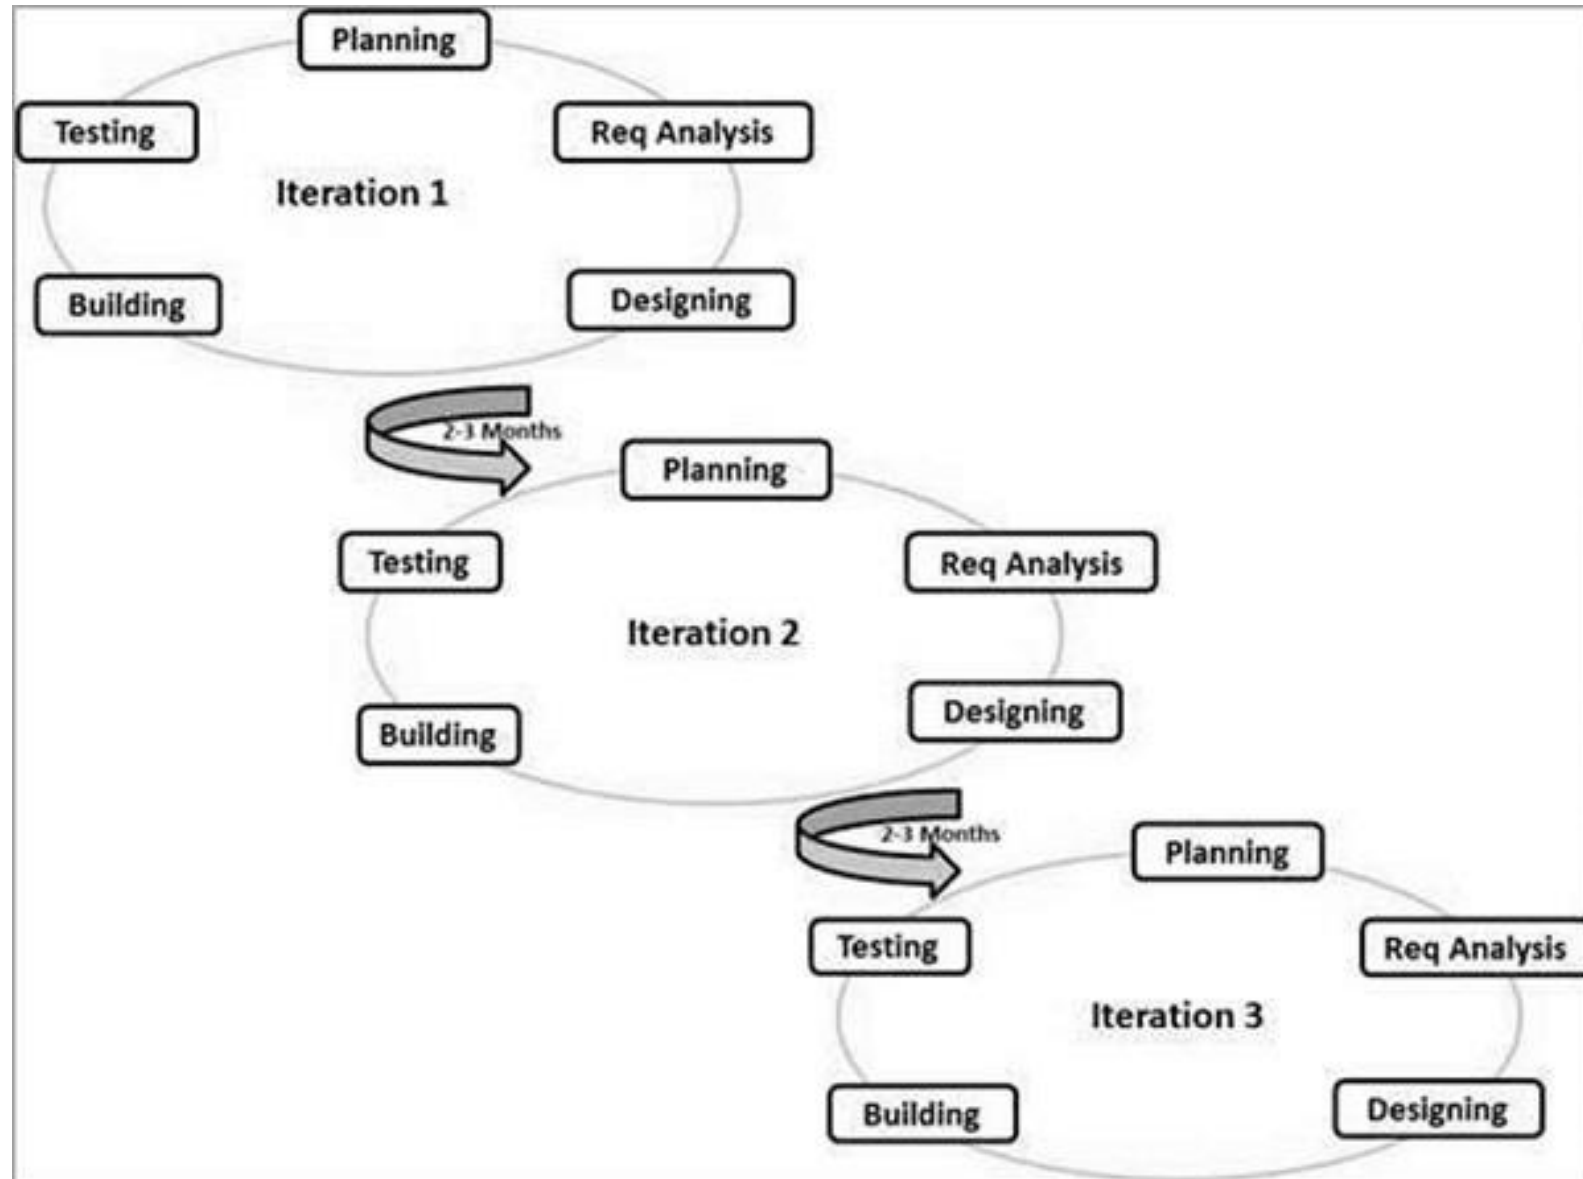 Planning
Testing
Req Analysis
Iteration 1
Building
Designing
2-3 Months
Planning
Testing
Req Analysis
Iteration 2
Building
Designing
2-3 Months
Planning
Testing
Req Analysis
Iteration 3
Building
Designing